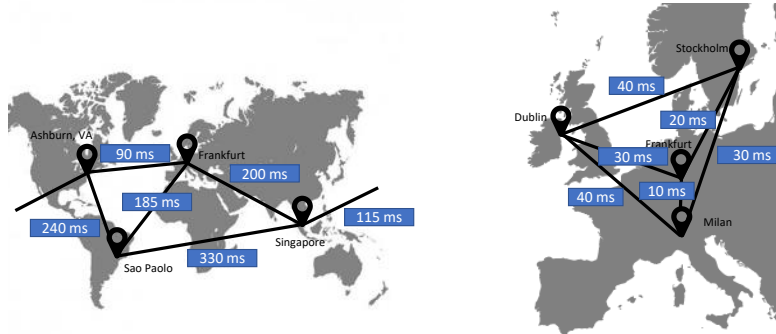 Ashburn, VA
90 ms
Frankfurt
200 ms
185 ms
240 ms
115 ms
Sao Paolo
Singapore
330 ms
Stockholm
40 ms
Dublin
20 ms
Frankfurt
30 ms
30 ms
10 ms
40 ms
Milan